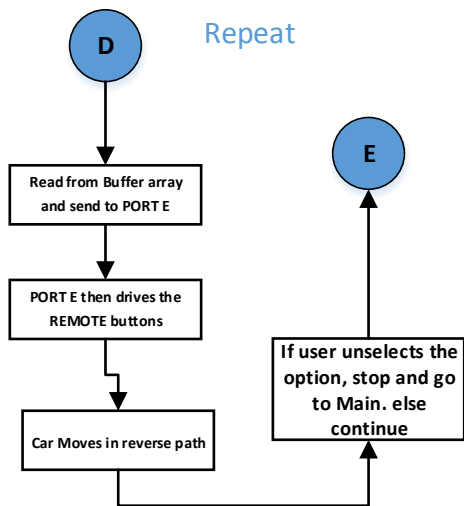 D
Repeat
Read from Buffer array
and send to PORT E
PORT E then drives the
REMOTE buttons
Car Moves in reverse path
E
If user unselects the
option, stop and go
to Main. else
continue